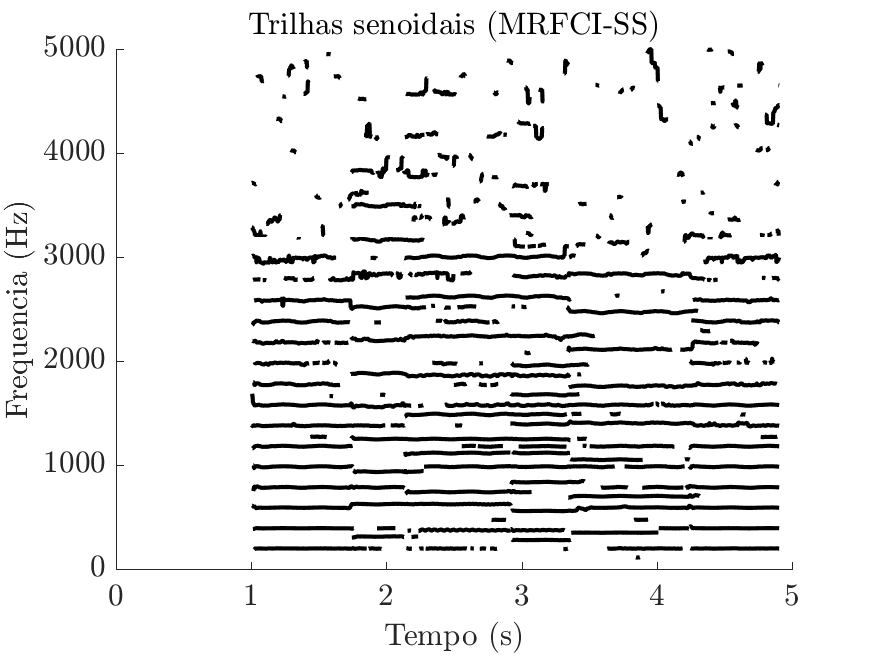 Trilhas senoidais (MRFCI-SS)
5000
4000
3000
2000
1000
0
Frequencia (Hz)
0 1 2 3 4 5
Tempo (s)